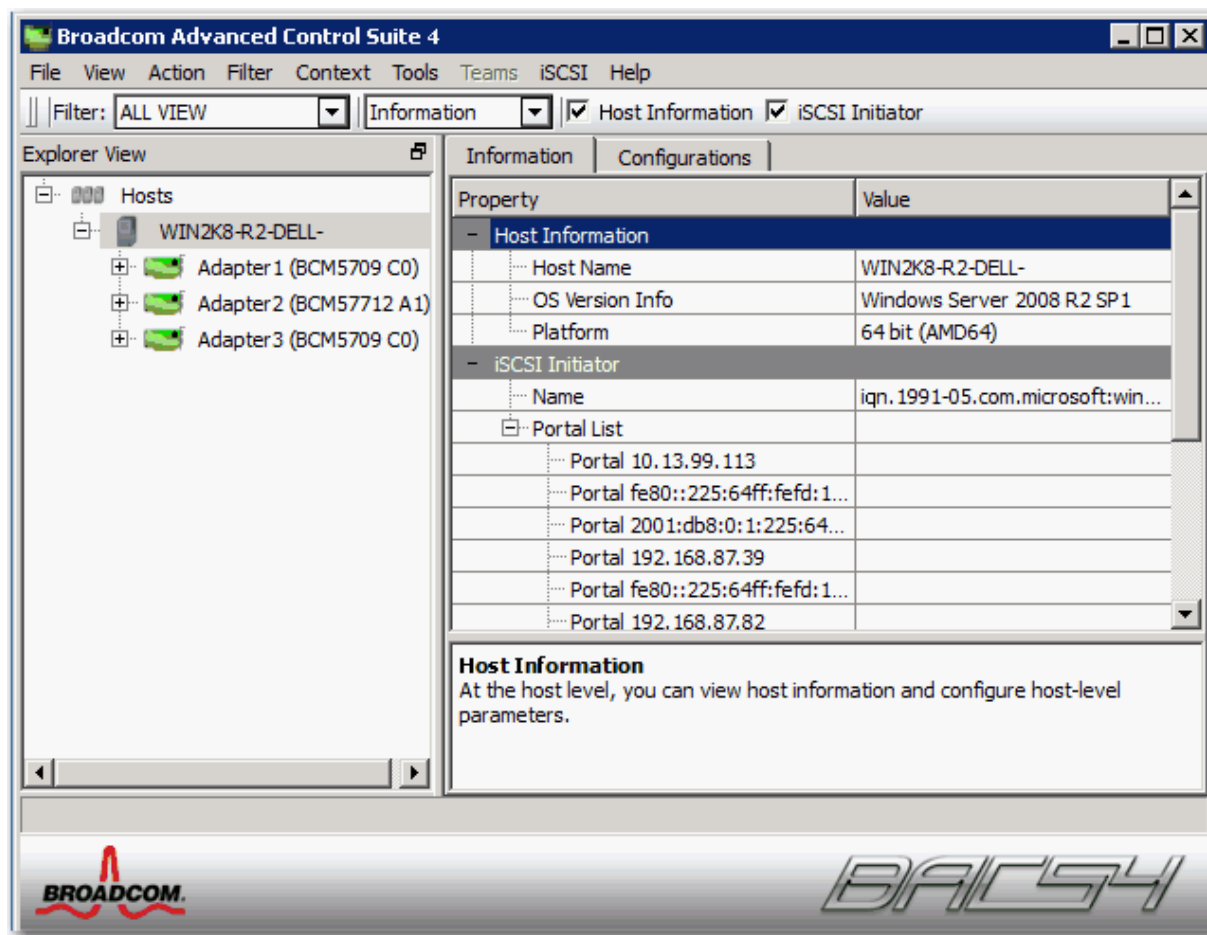 Broadcom Advanced Control Suite 4
File View Action Filter Context Tools Teams iSCSI Help
Filter: ALL VIEW Information Host Information iSCSI Initiator
Explorer View
Hosts
WIN2K8-R2-DELL-
Adapter1 (BCM5709 C0)
Adapter2 (BCM57712 A1)
Adapter3 (BCM5709 C0)
Information Configurations
Property Value
Host Information
Host Name WIN2K8-R2-DELL-
OS Version Info Windows Server 2008 R2 SP1
Platform 64 bit (AMD64)
iSCSI Initiator
Name iqn.1991-05.com.microsoft:win...
Portal List
Portal 10.13.99.113
Portal fe80::225:64ff:fefd:1...
Portal 2001:db8:0:1:225:64...
Portal 192.168.87.39
Portal fe80::225:64ff:fefd:1...
Portal 192.168.87.82
Host Information
At the host level, you can view host information and configure host-level
parameters.
BROADCOM. BACS4